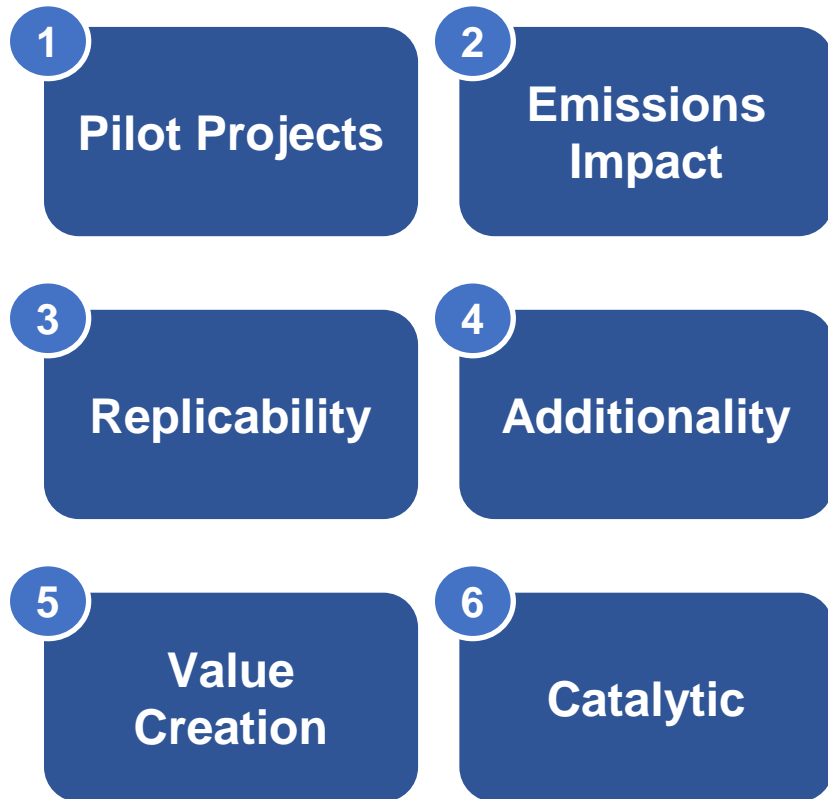 1
Pilot Projects
2
Emissions
Impact
3
Replicability
4
Additionality
5
Value
Creation
6
Catalytic